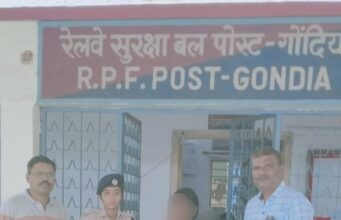 रेलवे सुरक्षा बल पोस्ट-गोंदिया
R.P.F. POST-GONDIA